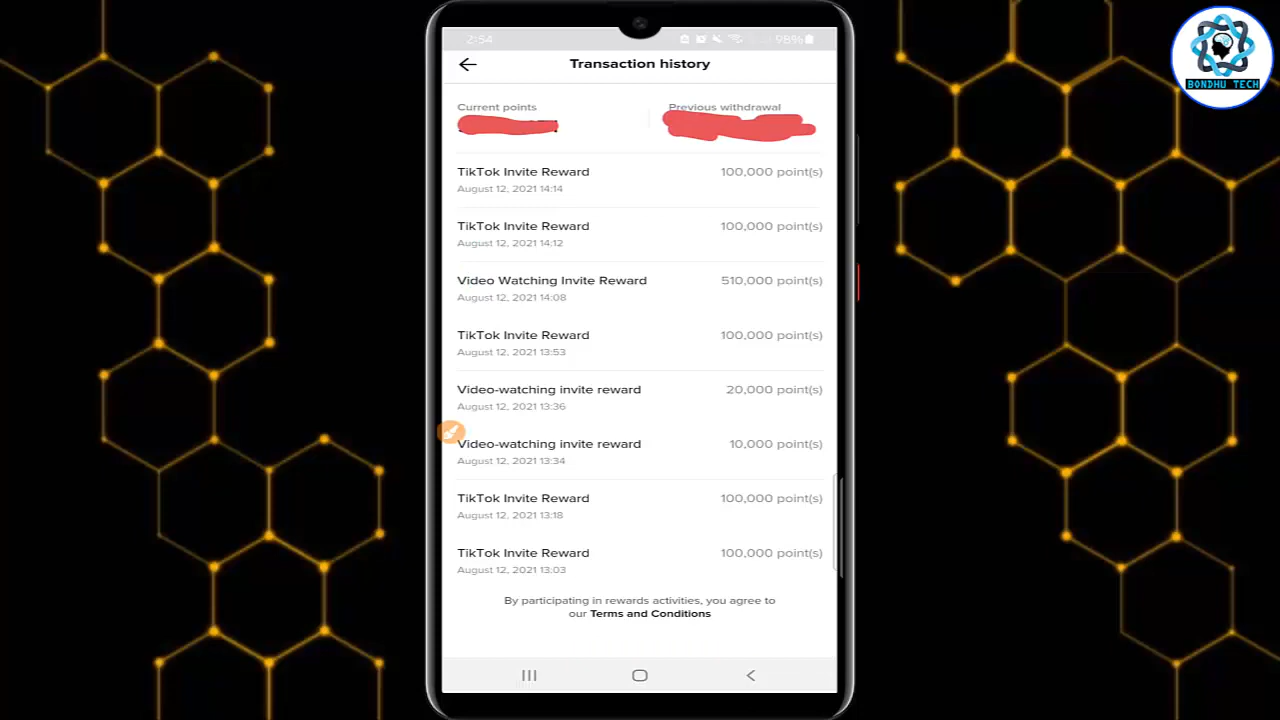 BONDHU TECH
2:54
98%
Transaction history
Current points
Previous withdrawal
TikTok Invite Reward
100,000 point(s)
August 12, 2021 14:14
TikTok Invite Reward
100,000 point(s)
August 12, 2021 14:12
Video Watching Invite Reward
510,000 point(s)
August 12, 2021 14:08
TikTok Invite Reward
100,000 point(s)
August 12, 2021 13:53
Video-watching invite reward
20,000 point(s)
August 12, 2021 13:36
Video-watching invite reward
10,000 point(s)
August 12, 2021 13:34
TikTok Invite Reward
100,000 point(s)
August 12, 2021 13:18
TikTok Invite Reward
100,000 point(s)
August 12, 2021 13:03
By participating in rewards activities, you agree to
our Terms and Conditions